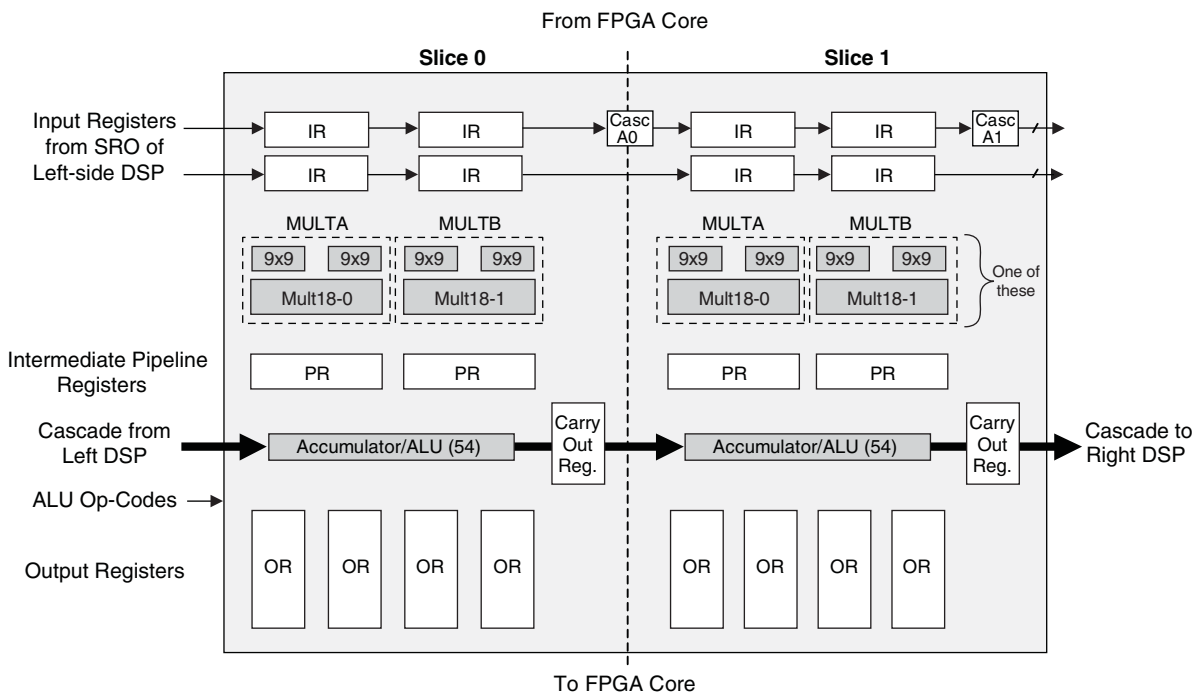 From FPGA Core
Slice 0
Slice 1
Input Registers
from SRO of
Left-side DSP
IR
IR
Casc
A0
IR
IR
Casc
A1
IR
IR
IR
IR
MULTA
MULTB
MULTA
MULTB
9x9
9x9
9x9
9x9
9x9
9x9
9x9
9x9
One of
these
Mult18-0
Mult18-1
Mult18-0
Mult18-1
Intermediate Pipeline
Registers
PR
PR
PR
PR
Cascade from
Left DSP
Accumulator/ALU (54)
Carry
Out
Reg.
Accumulator/ALU (54)
Carry
Out
Reg.
Cascade to
Right DSP
ALU Op-Codes
Output Registers
OR
OR
OR
OR
OR
OR
OR
OR
To FPGA Core